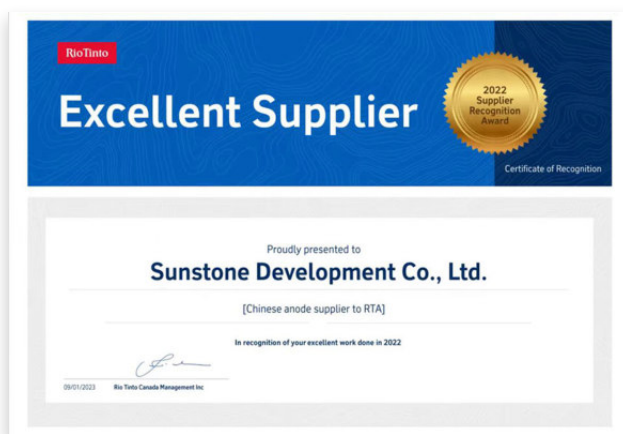 RioTinto
Excellent Supplier
2022
Supplier
Recognition
Award
Certificate of Recognition
Proudly presented to
Sunstone Development Co., Ltd.
[Chinese anode supplier to RTA]
In recognition of your excellent work done in 2022
09/01/2023 Rio Tinto Canada Management Inc